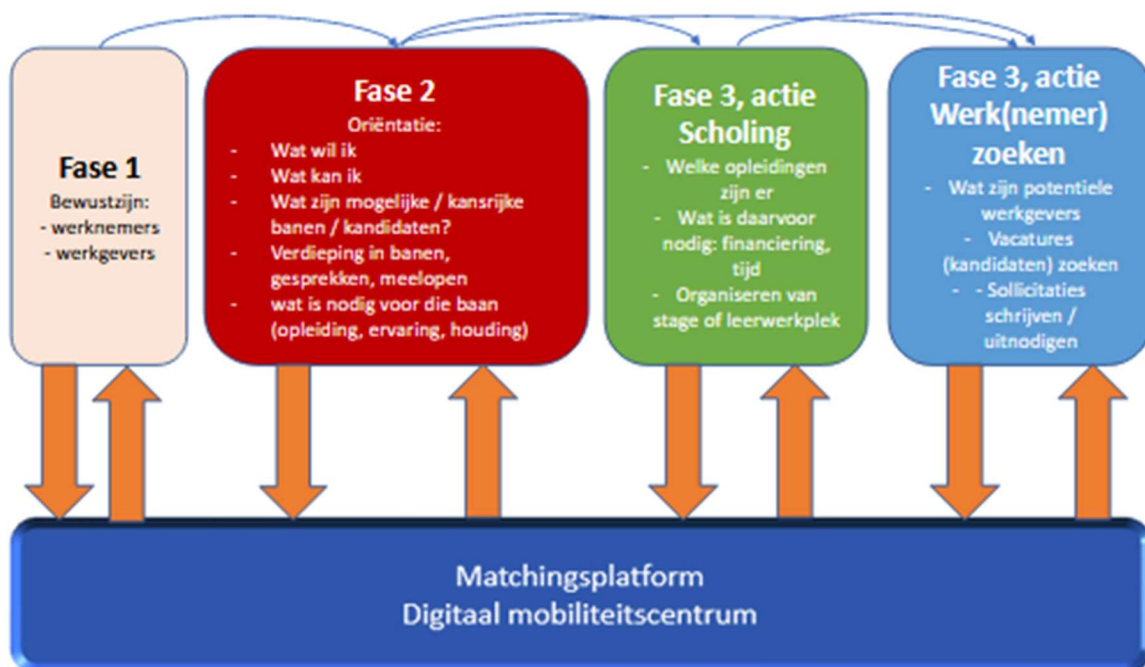 Fase 1
Bewustzijn:
- werknemers
- werkgevers
Fase 2
Oriëntatie:
- Wat wil ik
- Wat kan ik
- Wat zijn mogelijke / kansrijke
banen / kandidaten?
- Verdieping in banen,
gesprekken, meelopen
- wat is nodig voor die baan
(opleiding, ervaring, houding)
Fase 3, actie
Scholing
- Welke opleidingen
zijn er
- Wat is daarvoor
nodig: financiering,
tijd
- Organiseren van
stage of leerwerkplek
Fase 3, actie
Werk(nemer)
zoeken
- Wat zijn potentiele
werkgevers
- Vacatures
(kandidaten) zoeken
- - Sollicitaties
schrijven /
uitnodigen
Matchingsplatform
Digitaal mobiliteitscentrum